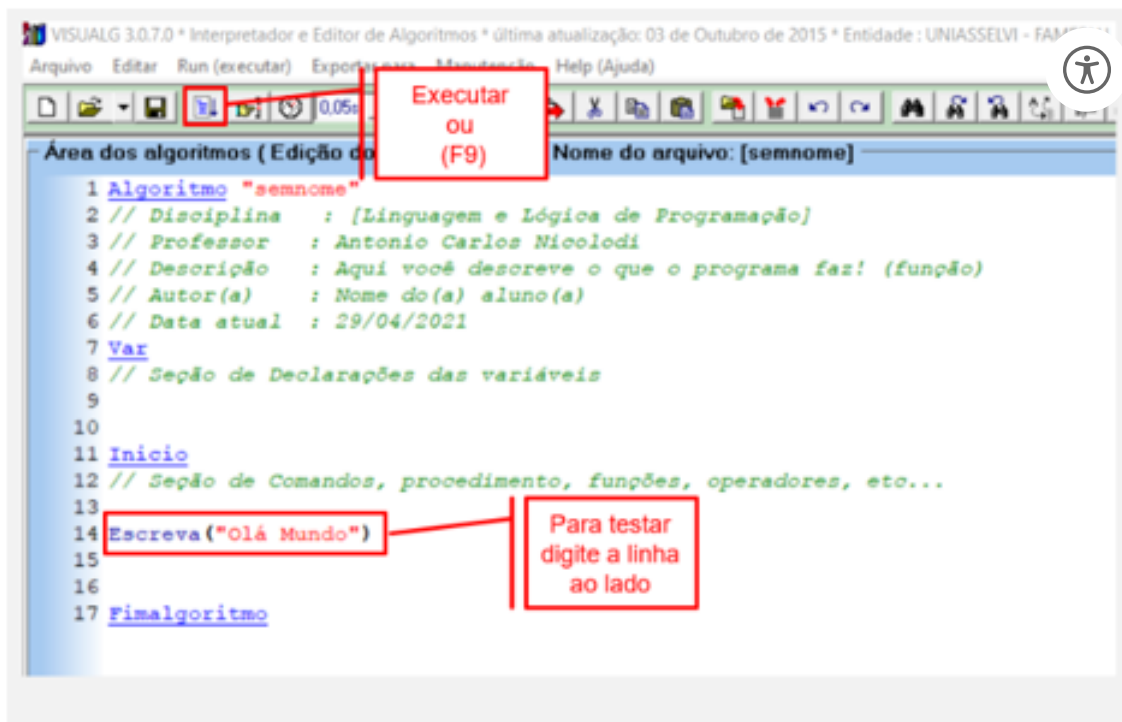 VISUALG 3.0.7.0 * Interpretador e Editor de Algoritmos * última atualização: 03 de Outubro de 2015 * Entidade : UNIASSELVI -
Arquivo Editar Run (executar) Exportar para Manutenção Help (Ajuda)
0,05s
Executar
ou
(F9)
Área dos algoritmos ( Edição do Nome do arquivo: [semnome]
1 Algoritmo "semnome"
2 // Disciplina : [Linguagem e Lógica de Programação]
3 // Professor : Antonio Carlos Nicolodi
4 // Descrição : Aqui você descreve o que o programa faz! (função)
5 // Autor(a) : Nome do(a) aluno(a)
6 // Data atual : 29/04/2021
7 Var
8 // Seção de Declarações das variáveis
9
10
11 Inicio
12 // Seção de Comandos, procedimento, funções, operadores, etc...
13
14 Escreva("Olá Mundo")
Para testar
digite a linha
ao lado
15
16
17 Fimalgoritmo